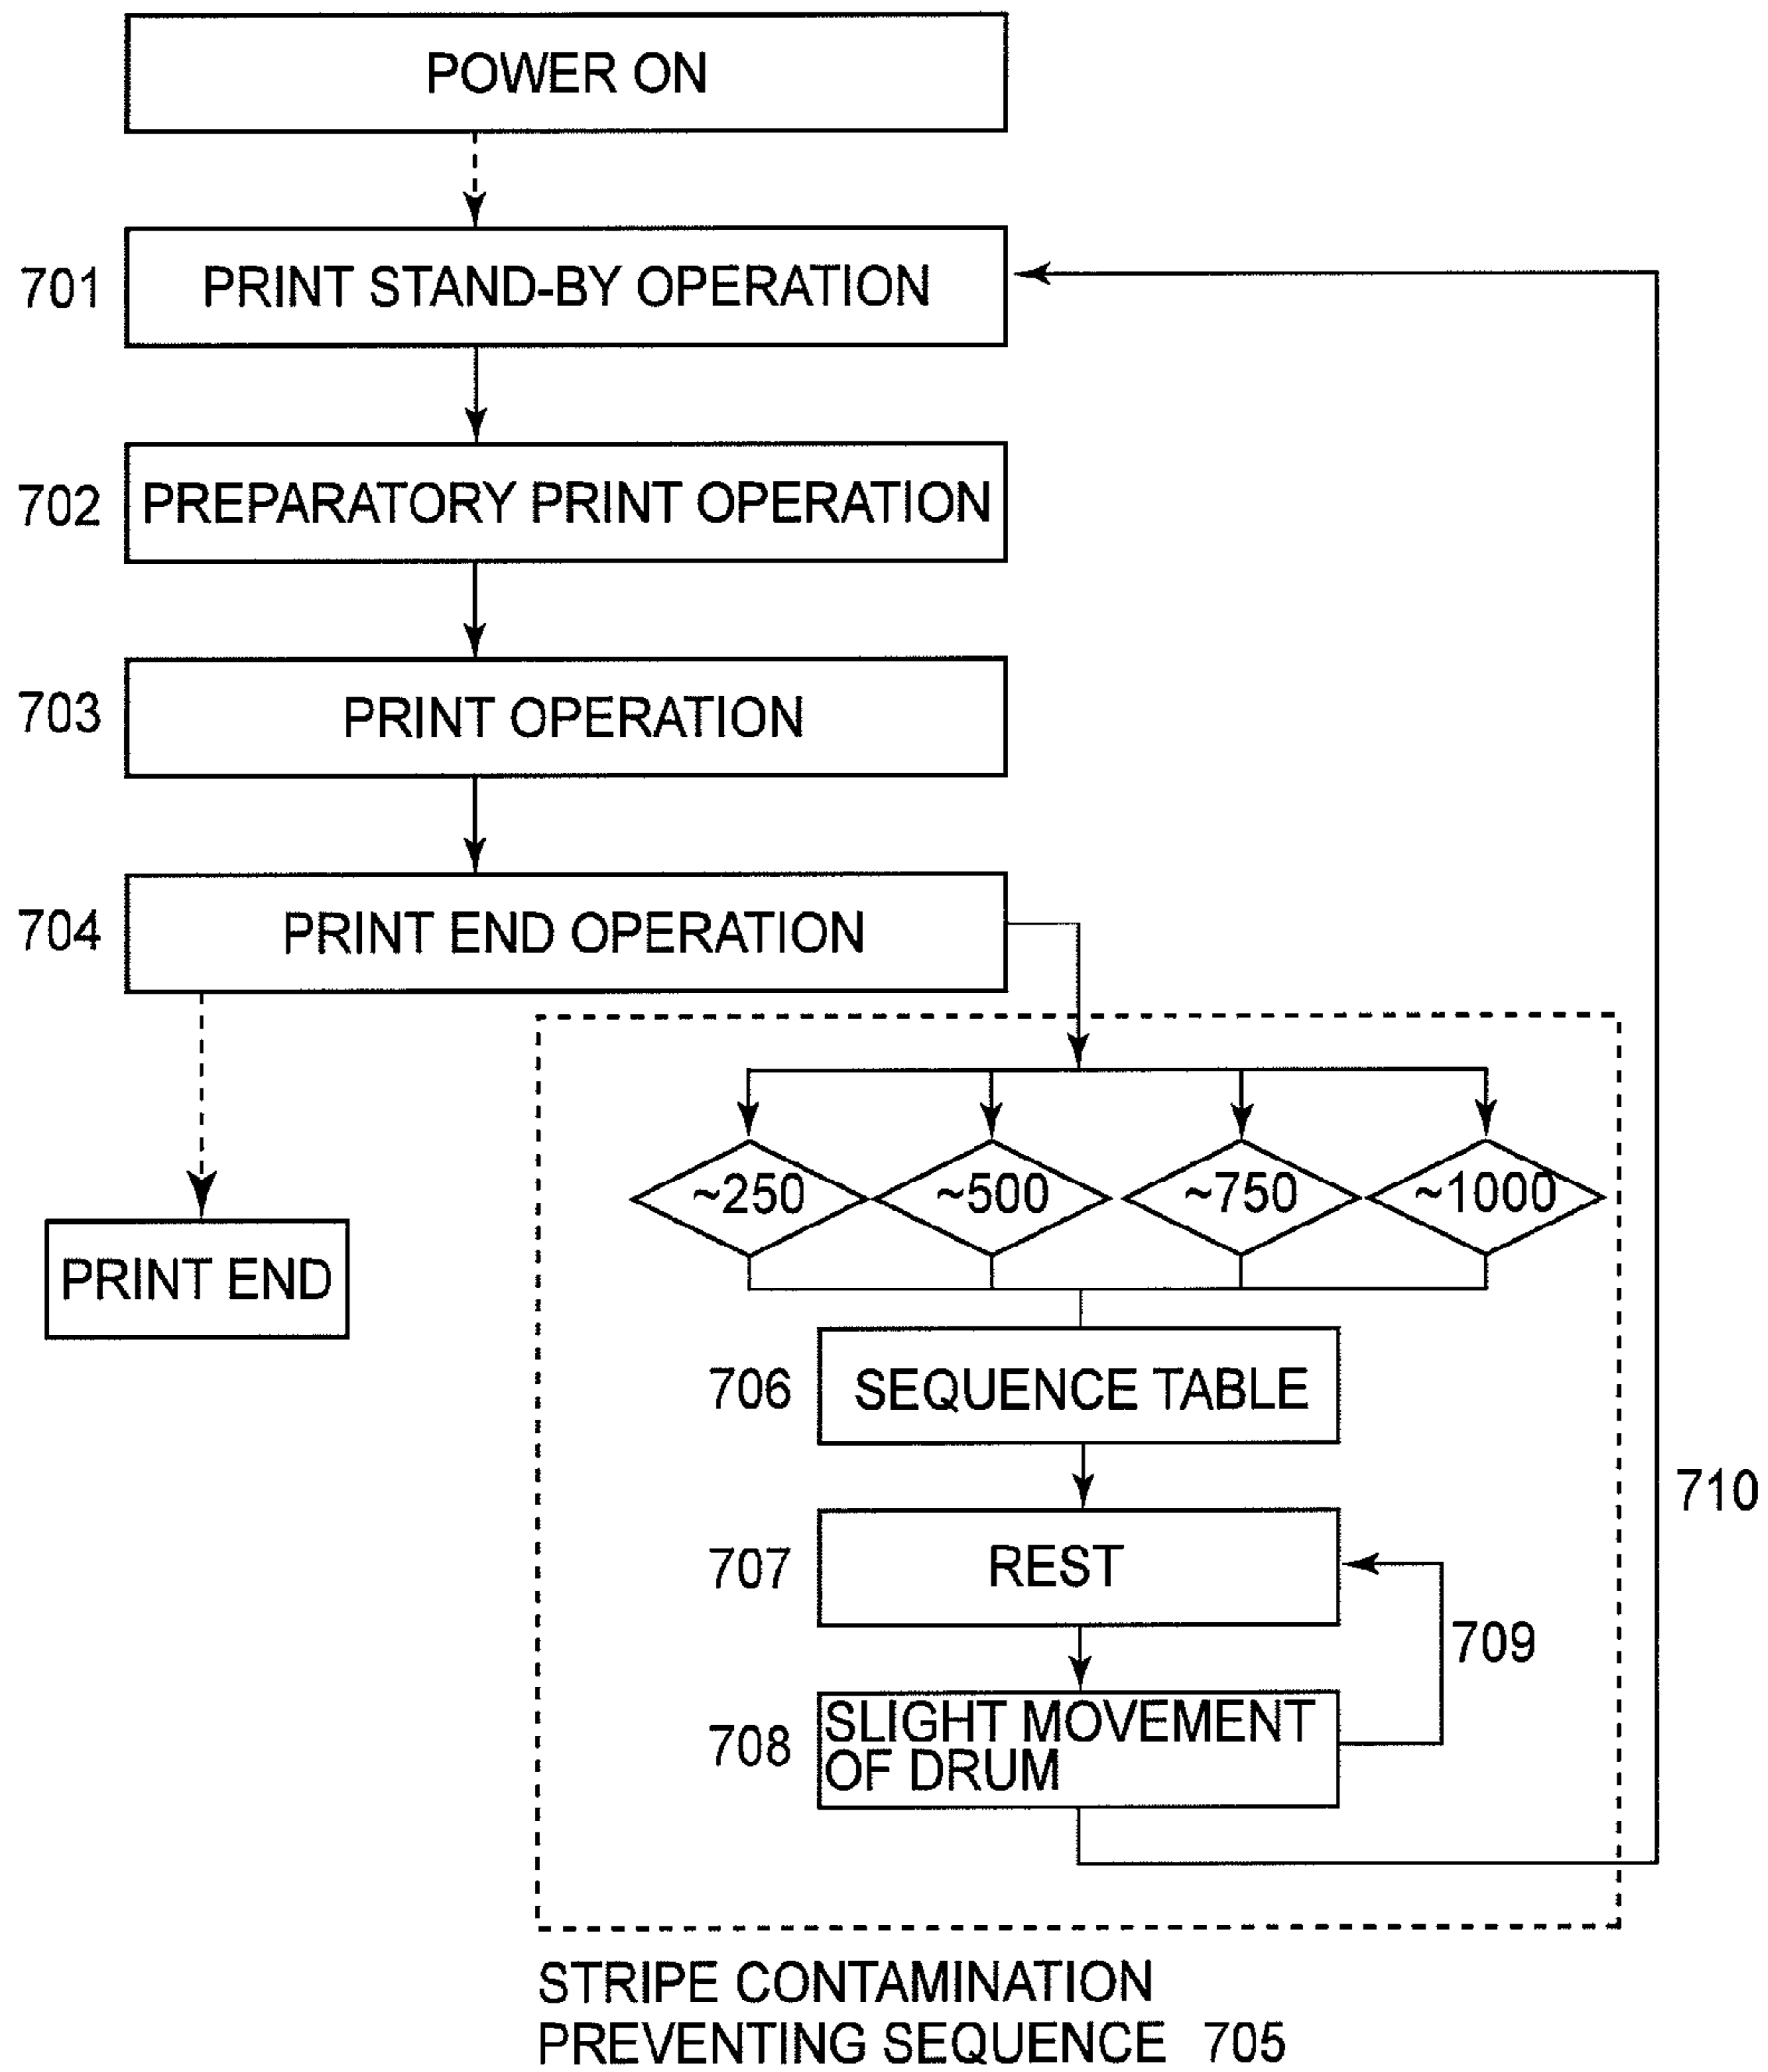 POWER ON
701 PRINT STAND-BY OPERATION
702 PREPARATORY PRINT OPERATION
703 PRINT OPERATION
704 PRINT END OPERATION
~250 ~500 ~750 ~1000
PRINT END
706 SEQUENCE TABLE
710
707 REST
709
708 SLIGHT MOVEMENT
OF DRUM
STRIPE CONTAMINATION
PREVENTING SEQUENCE 705